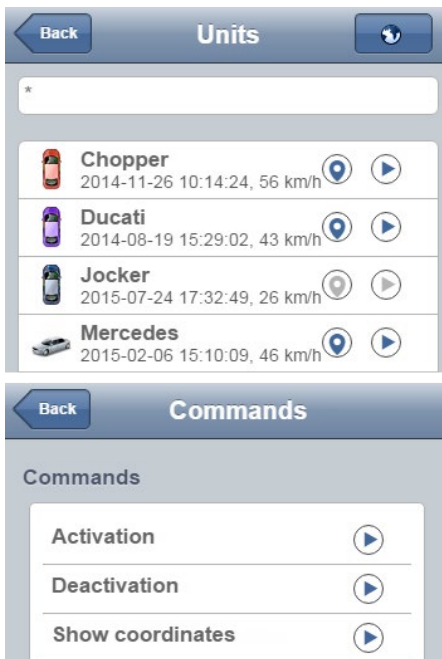 Back
Units
*
Chopper
2014-11-26 10:14:24, 56 km/h
Ducati
2014-08-19 15:29:02, 43 km/h
Jocker
2015-07-24 17:32:49, 26 km/h
Mercedes
2015-02-06 15:10:09, 46 km/h
Back
Commands
Commands
Activation
Deactivation
Show coordinates